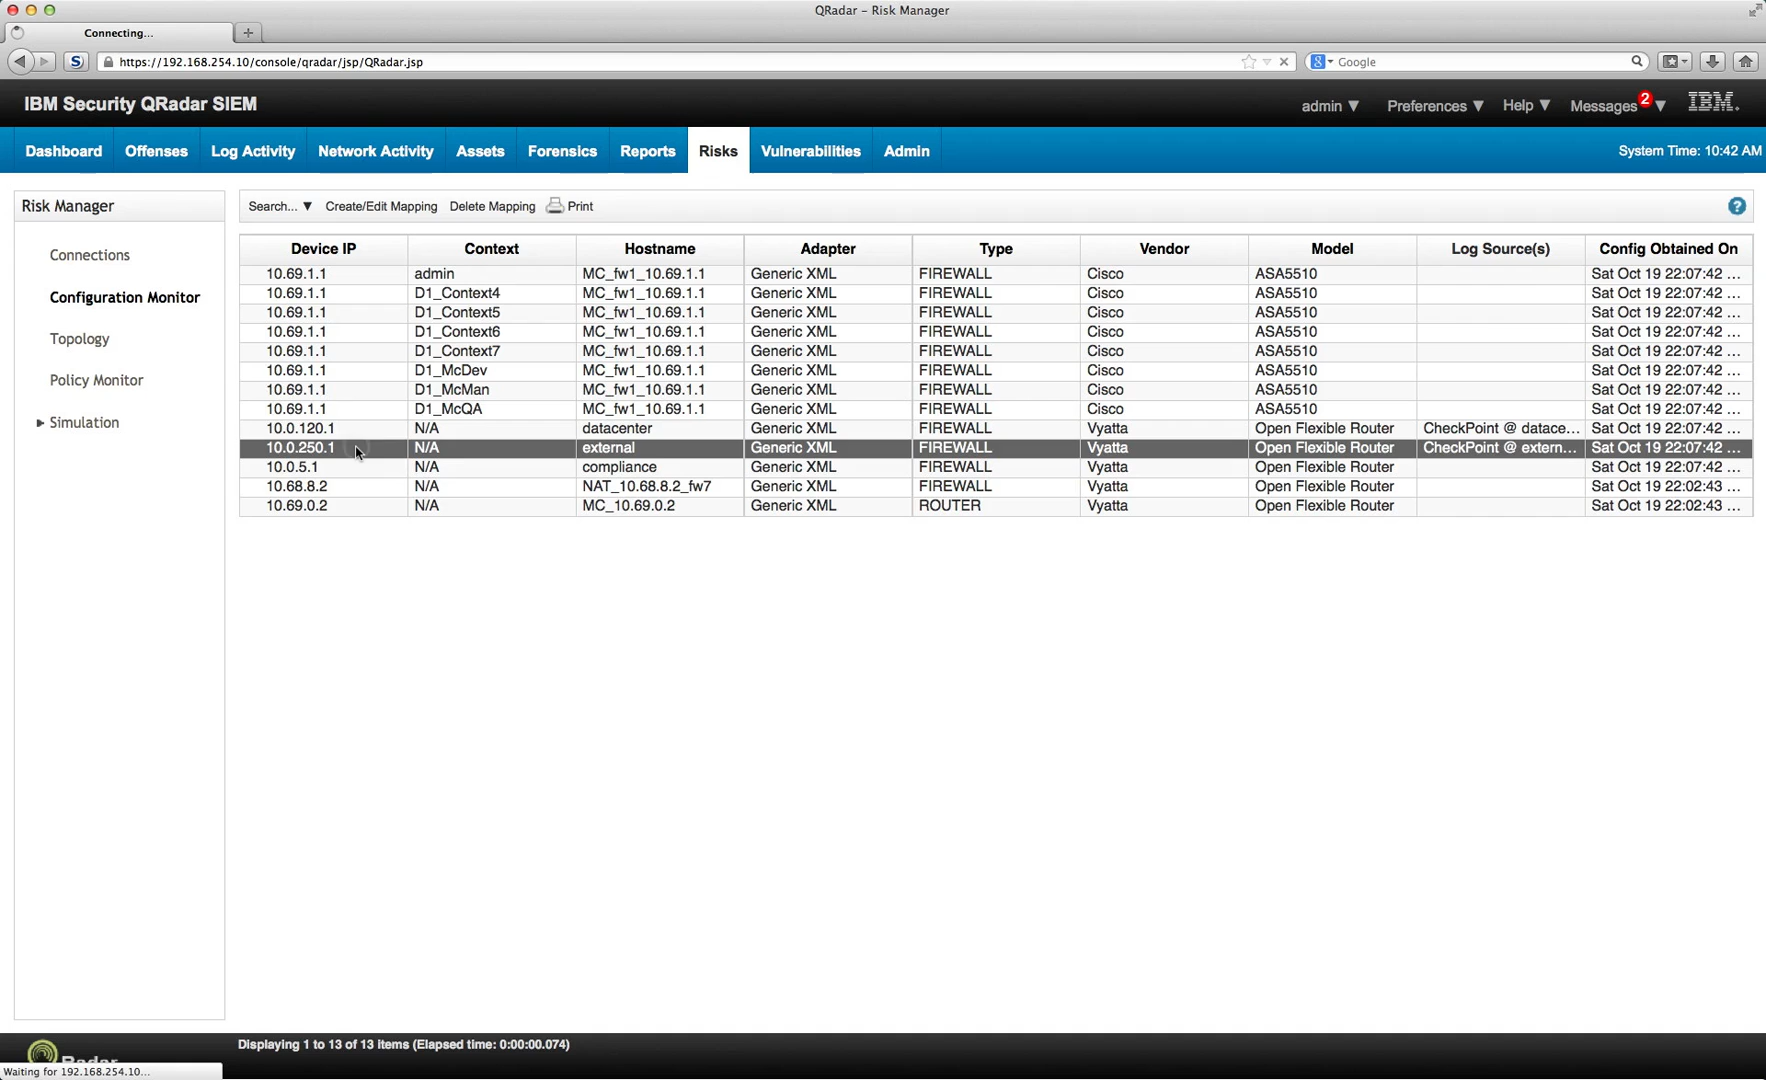 QRadar – Risk Manager
Connecting...
https://192.168.254.10/console/qradar/jsp/QRadar.jsp
Google
IBM Security QRadar SIEM
admin ▼ Preferences ▼ Help ▼ Messages 2 ▼ IBM.
Dashboard Offenses Log Activity Network Activity Assets Forensics Reports Risks Vulnerabilities Admin System Time: 10:42 AM
Risk Manager
Connections
Configuration Monitor
Topology
Policy Monitor
Simulation
Search... ▼ Create/Edit Mapping Delete Mapping Print ?
Device IP Context Hostname Adapter Type Vendor Model Log Source(s) Config Obtained On
10.69.1.1 admin MC_fw1_10.69.1.1 Generic XML FIREWALL Cisco ASA5510 Sat Oct 19 22:07:42 ...
10.69.1.1 D1_Context4 MC_fw1_10.69.1.1 Generic XML FIREWALL Cisco ASA5510 Sat Oct 19 22:07:42 ...
10.69.1.1 D1_Context5 MC_fw1_10.69.1.1 Generic XML FIREWALL Cisco ASA5510 Sat Oct 19 22:07:42 ...
10.69.1.1 D1_Context6 MC_fw1_10.69.1.1 Generic XML FIREWALL Cisco ASA5510 Sat Oct 19 22:07:42 ...
10.69.1.1 D1_Context7 MC_fw1_10.69.1.1 Generic XML FIREWALL Cisco ASA5510 Sat Oct 19 22:07:42 ...
10.69.1.1 D1_McDev MC_fw1_10.69.1.1 Generic XML FIREWALL Cisco ASA5510 Sat Oct 19 22:07:42 ...
10.69.1.1 D1_McMan MC_fw1_10.69.1.1 Generic XML FIREWALL Cisco ASA5510 Sat Oct 19 22:07:42 ...
10.69.1.1 D1_McQA MC_fw1_10.69.1.1 Generic XML FIREWALL Cisco ASA5510 Sat Oct 19 22:07:42 ...
10.0.120.1 N/A datacenter Generic XML FIREWALL Vyatta Open Flexible Router CheckPoint @ datace... Sat Oct 19 22:07:42 ...
10.0.250.1 N/A external Generic XML FIREWALL Vyatta Open Flexible Router CheckPoint @ extern... Sat Oct 19 22:07:42 ...
10.0.5.1 N/A compliance Generic XML FIREWALL Vyatta Open Flexible Router Sat Oct 19 22:07:42 ...
10.68.8.2 N/A NAT_10.68.8.2_fw7 Generic XML FIREWALL Vyatta Open Flexible Router Sat Oct 19 22:02:43 ...
10.69.0.2 N/A MC_10.69.0.2 Generic XML ROUTER Vyatta Open Flexible Router Sat Oct 19 22:02:43 ...
Displaying 1 to 13 of 13 items (Elapsed time: 0:00:00.074)
Radar
Waiting for 192.168.254.10...